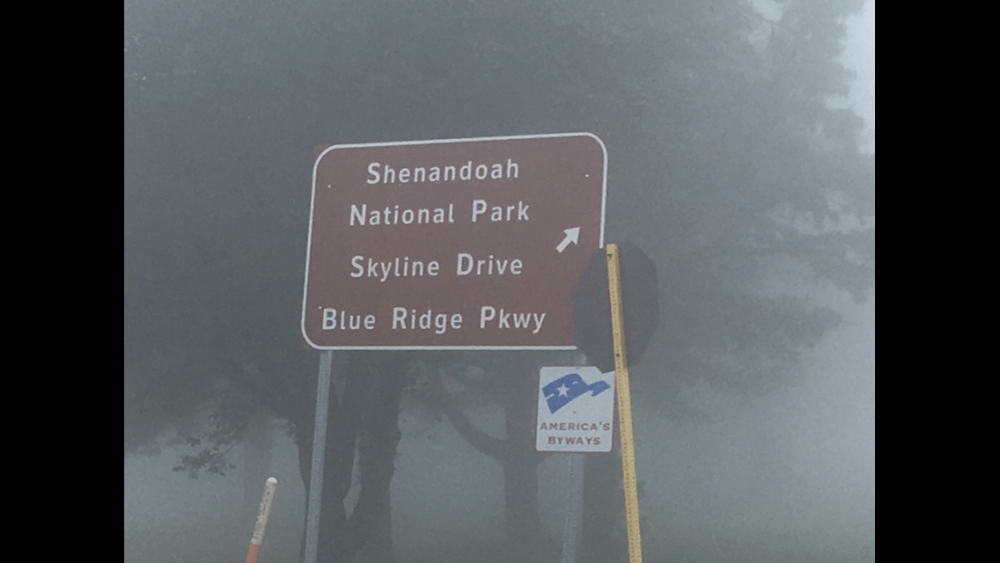 Shenandoah
National Park
Skyline Drive
Blue Ridge Pkwy
AMERICA'S
BYWAYS